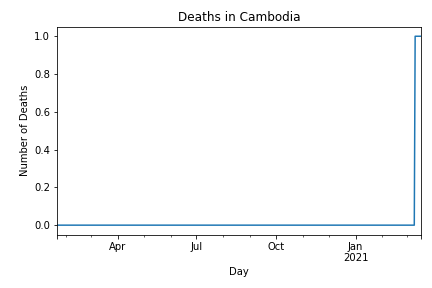 Deaths in Cambodia
1.0
0.8
0.6
0.4
0.2
0.0
Number of Deaths
Apr
Jul
Oct
Jan
2021
Day